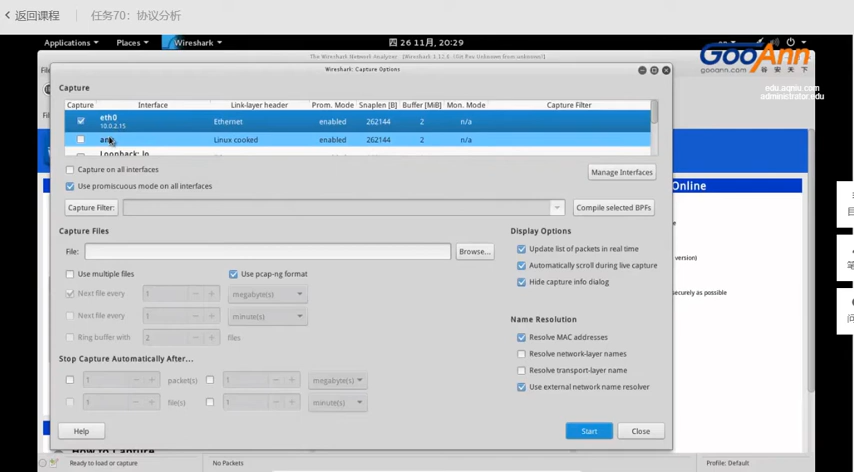 返回课程 任务70：协议分析
Applications Places Wireshark 四 26 11月, 20:29
GooAnn
gooann.com 谷安天下
edu.aqniu.com
administrator.edu
The Wireshark Network Analyzer
Wireshark: Capture Options
Capture
Capture Interface Link-layer header Prom. Mode Snaplen [B] Buffer [MiB] Mon. Mode Capture Filter
eth0
10.0.2.15
Ethernet enabled 262144 2 n/a
Linux cooked enabled 262144 2 n/a
Loopback: lo
Capture on all interfaces
Manage Interfaces
Use promiscuous mode on all interfaces
Capture Filter: Compile selected BPFs
Online
Capture Files
File: Browse...
Use multiple files Use pcap-ng format
Next file every 1 megabyte(s)
Next file every 1 minute(s)
Ring buffer with 2 files
Stop Capture Automatically After...
1 packet(s) 1 megabyte(s)
1 file(s) 1 minute(s)
Display Options
Update list of packets in real time
Automatically scroll during live capture
Hide capture info dialog
version)
securely as possible
Name Resolution
Resolve MAC addresses
Resolve network-layer names
Resolve transport-layer name
Use external network name resolver
Help Start Close
How to Capture
Ready to load or capture No Packets Profile: Default